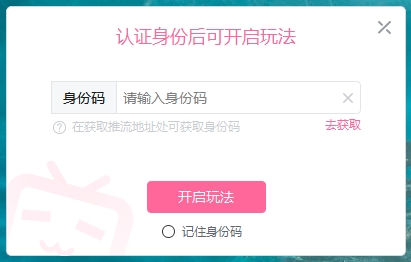 认证身份后可开启玩法
身份码 请输入身份码
在获取推流地址处可获取身份码 去获取
开启玩法
记住身份码